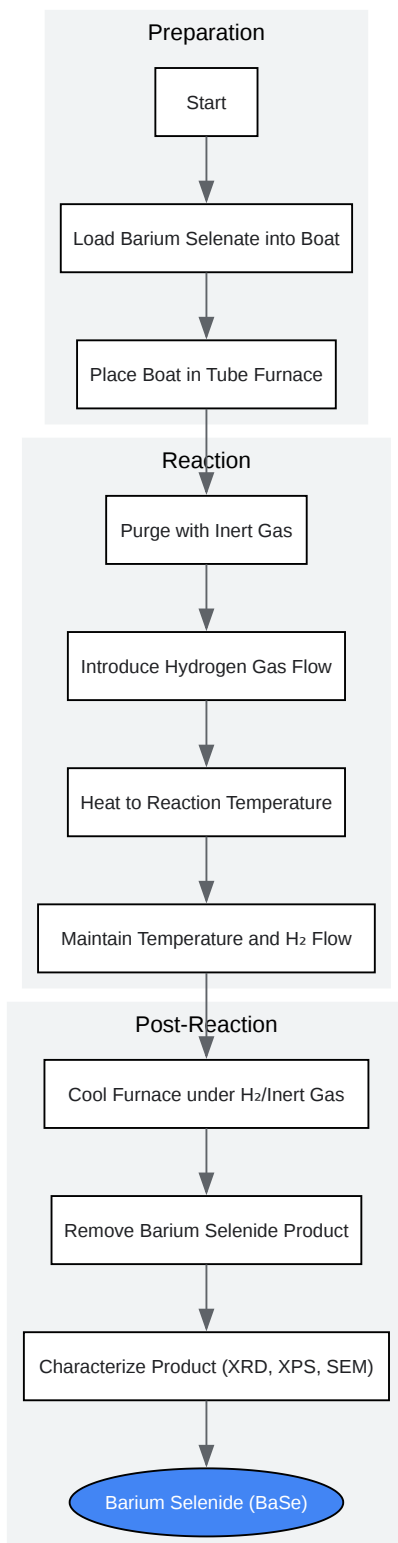 Preparation
Start
Load Barium Selenate into Boat
Place Boat in Tube Furnace
Reaction
Purge with Inert Gas
Introduce Hydrogen Gas Flow
Heat to Reaction Temperature
Maintain Temperature and H₂ Flow
Post-Reaction
Cool Furnace under H₂/Inert Gas
Remove Barium Selenide Product
Characterize Product (XRD, XPS, SEM)
Barium Selenide (BaSe)